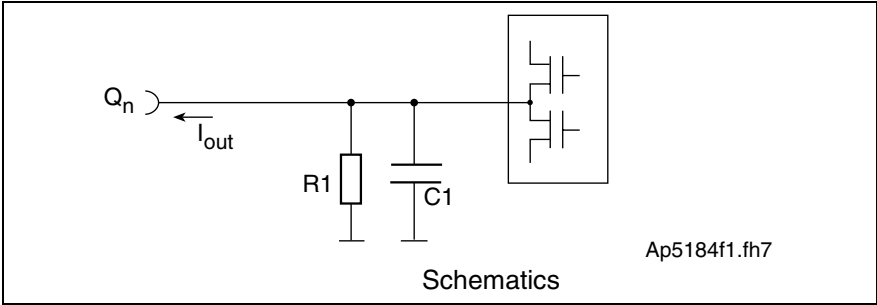 Qn
Iout
R1
C1
Ap5184f1.fh7
Schematics